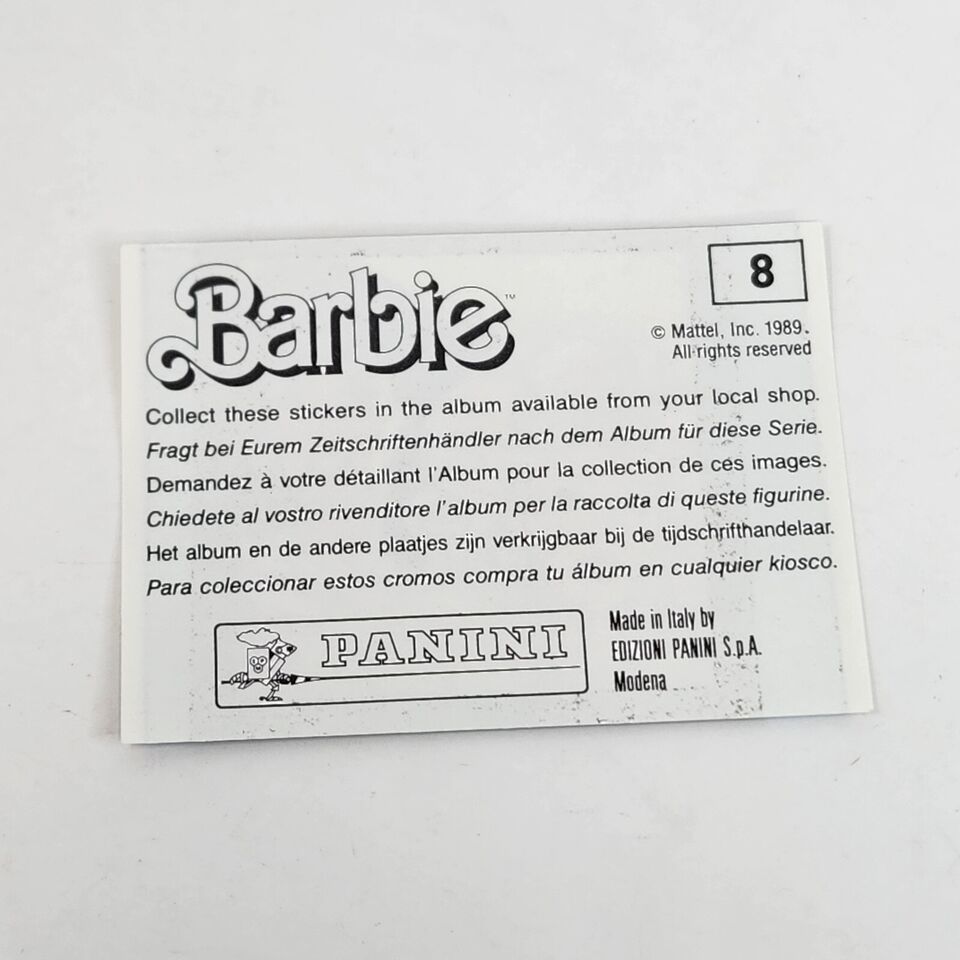 Barbie™
8
© Mattel, Inc. 1989.
All rights reserved
Collect these stickers in the album available from your local shop.
Fragt bei Eurem Zeitschriftenhändler nach dem Album für diese Serie.
Demandez à votre détaillant l'Album pour la collection de ces images.
Chiedete al vostro rivenditore l'album per la raccolta di queste figurine.
Het album en de andere plaatjes zijn verkrijgbaar bij de tijdschrifthandelaar.
Para coleccionar estos cromos compra tu álbum en cualquier kiosco.
PANINI
Made in Italy by
EDIZIONI PANINI S.p.A.
Modena